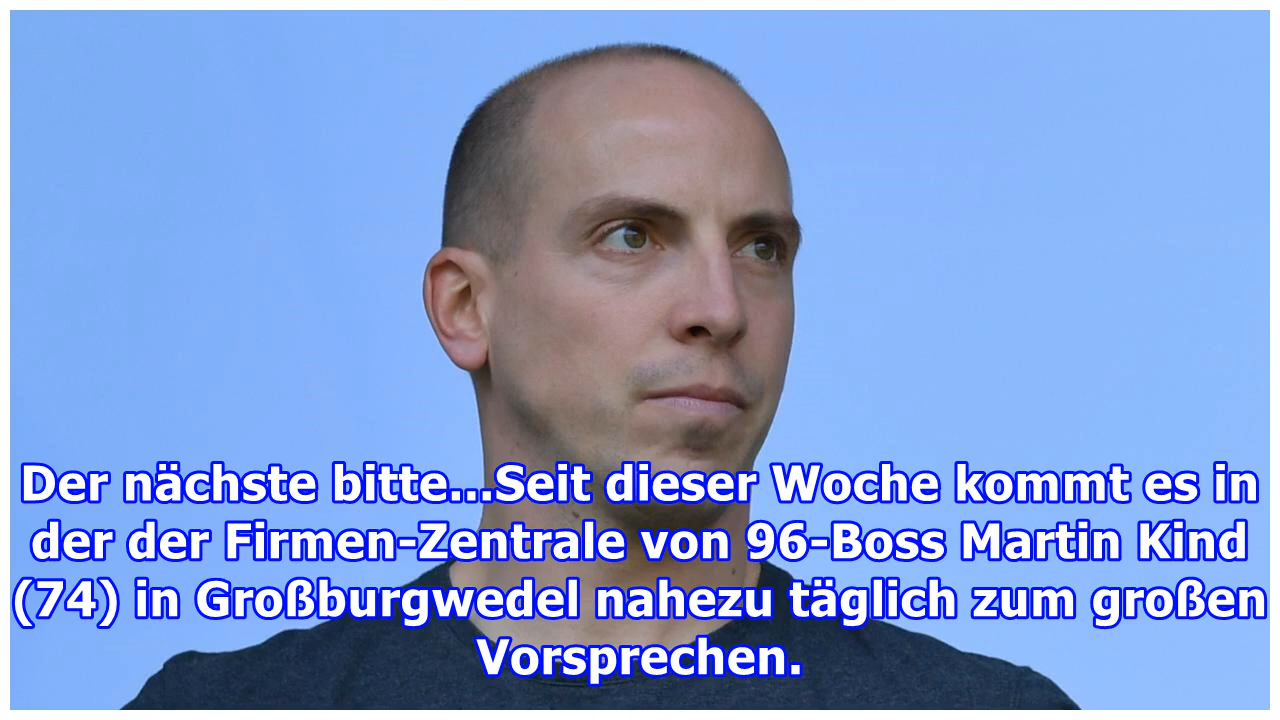 Der nächste bitte...Seit dieser Woche kommt es in
der der Firmen-Zentrale von 96-Boss Martin Kind
(74) in Großburgwedel nahezu täglich zum großen
Vorsprechen.